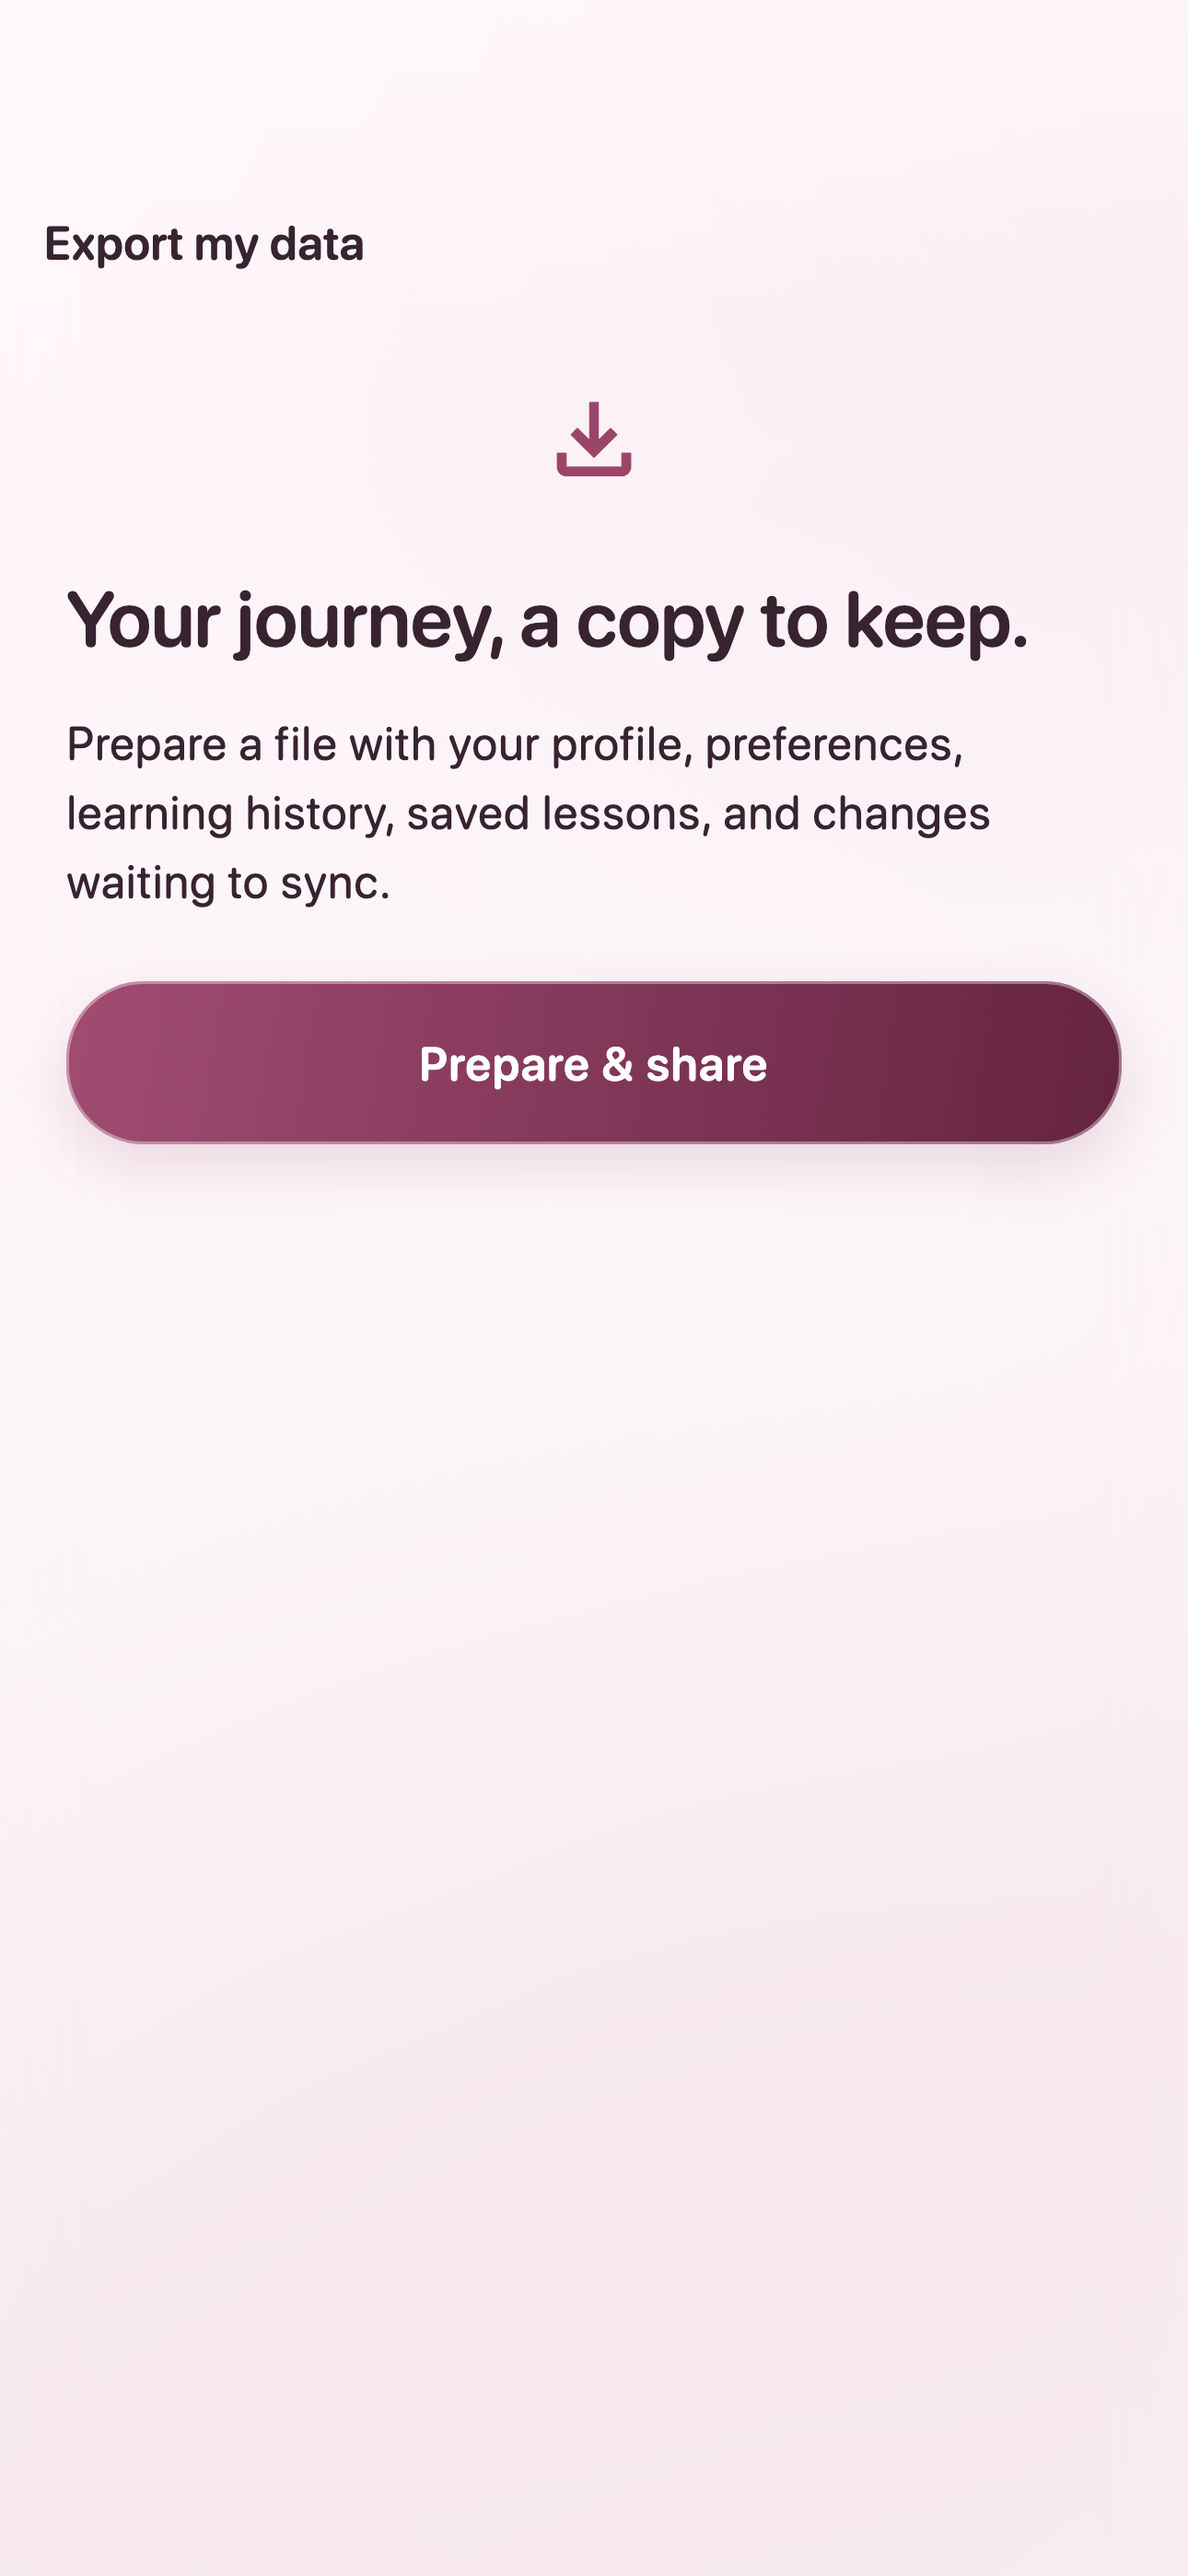 Export my data
Your journey, a copy to keep.
Prepare a file with your profile, preferences,
learning history, saved lessons, and changes
waiting to sync.
Prepare & share